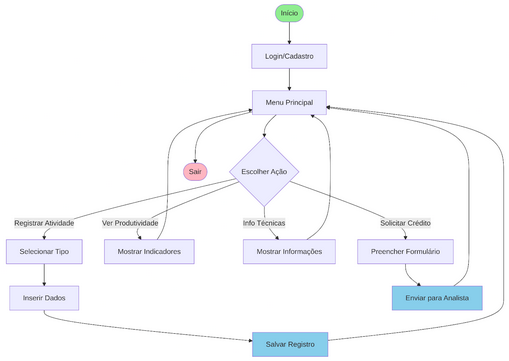 Início
Login/Cadastro
Menu Principal
Sair
Escolher Ação
Registrar Atividade
Ver Produtividade
Info Técnicas
Solicitar Crédito
Selecionar Tipo
Mostrar Indicadores
Mostrar Informações
Preencher Formulário
Inserir Dados
Enviar para Analista
Salvar Registro